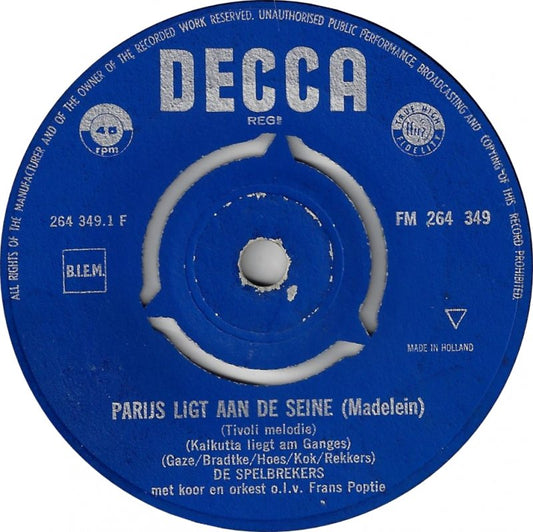 ALL RIGHTS OF THE MANUFACTURER AND OF THE OWNER OF THE RECORDED WORK RESERVED. UNAUTHORISED PUBLIC PERFORMANCE, BROADCASTING AND COPYING OF THIS RECORD PROHIBITED.
DECCA
REGD
45
rpm
TRUE HIGH
FIDELITY
264 349.1 F
FM 264 349
B.I.E.M.
MADE IN HOLLAND
PARIJS LIGT AAN DE SEINE (Madelein)
(Tivoli melodie)
(Kalkutta liegt am Ganges)
(Gaze/Bradtke/Hoes/Kok/Rekkers)
DE SPELBREKERS
met koor en orkest o.l.v. Frans Poptie